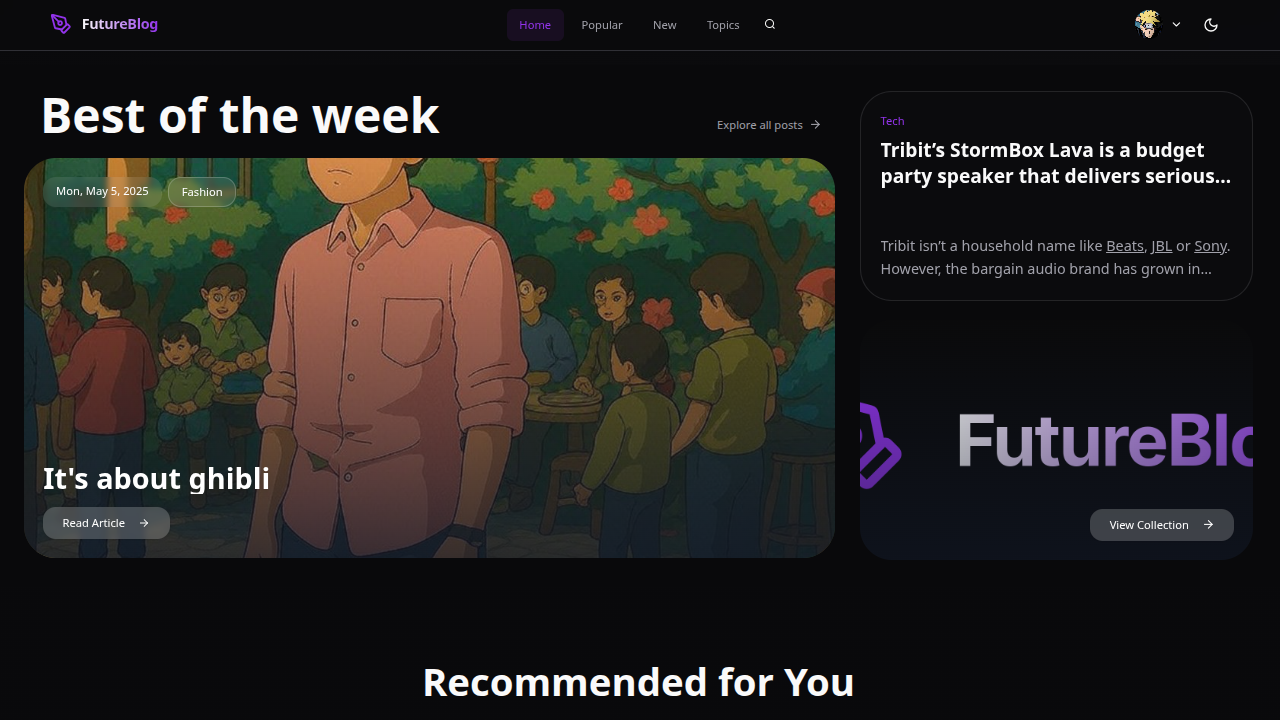 FutureBlog
Home
Popular
New
Topics
Best of the week
Explore all posts
Mon, May 5, 2025
Fashion
It's about ghibli
Read Article
Tech
Tribit’s StormBox Lava is a budget
party speaker that delivers serious...
Tribit isn’t a household name like Beats, JBL or Sony.
However, the bargain audio brand has grown in...
FutureBlo
View Collection
Recommended for You